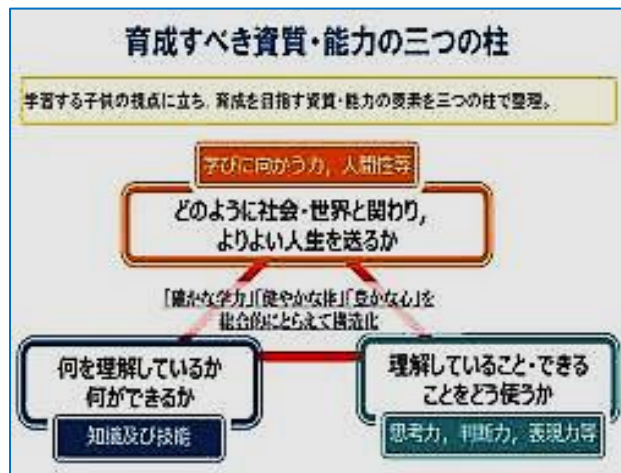 育成すべき資質・能力の三つの柱
学習する子供の視点に立ち，育成を目指す資質・能力の要素を三つの柱で整理。
学びに向かう力，人間性等
どのように社会・世界と関わり，
よりよい人生を送るか
「確かな学力」「健やかな体」「豊かな心」を
総合的にとらえて構造化
何を理解しているか
何ができるか
知識及び技能
理解していること・できる
ことをどう使うか
思考力，判断力，表現力等